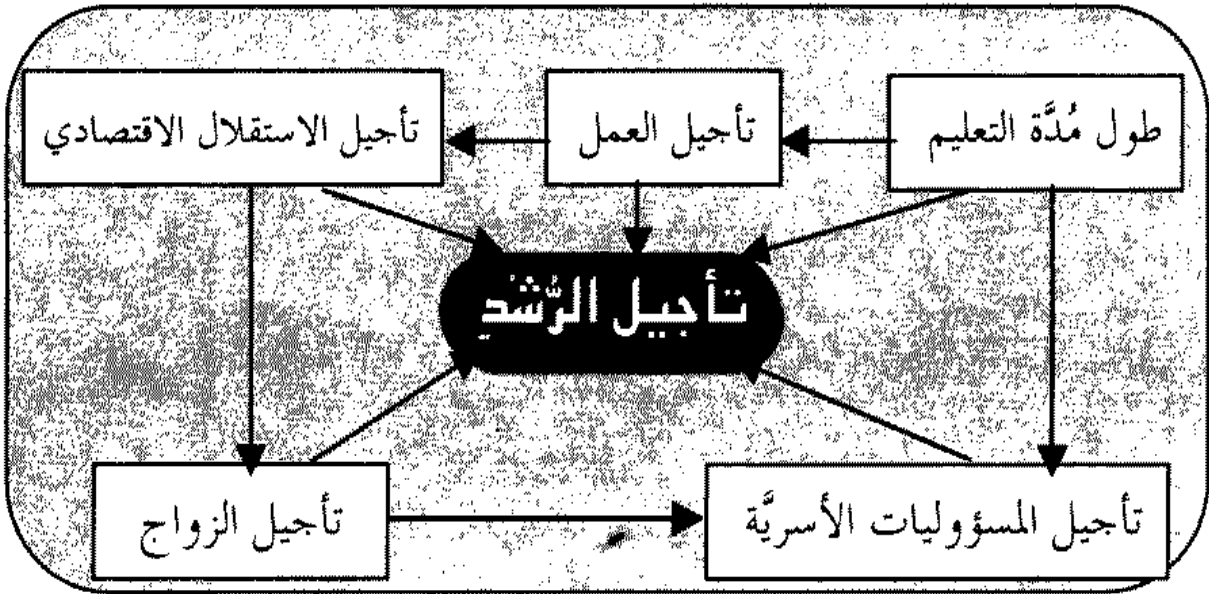 طول مُدَّة التعليم
تأجيل العمل
تأجيل الاستقلال الاقتصادي
تأجيل الرُّشْدِ
تأجيل المسؤوليات الأسريَّة
تأجيل الزواج